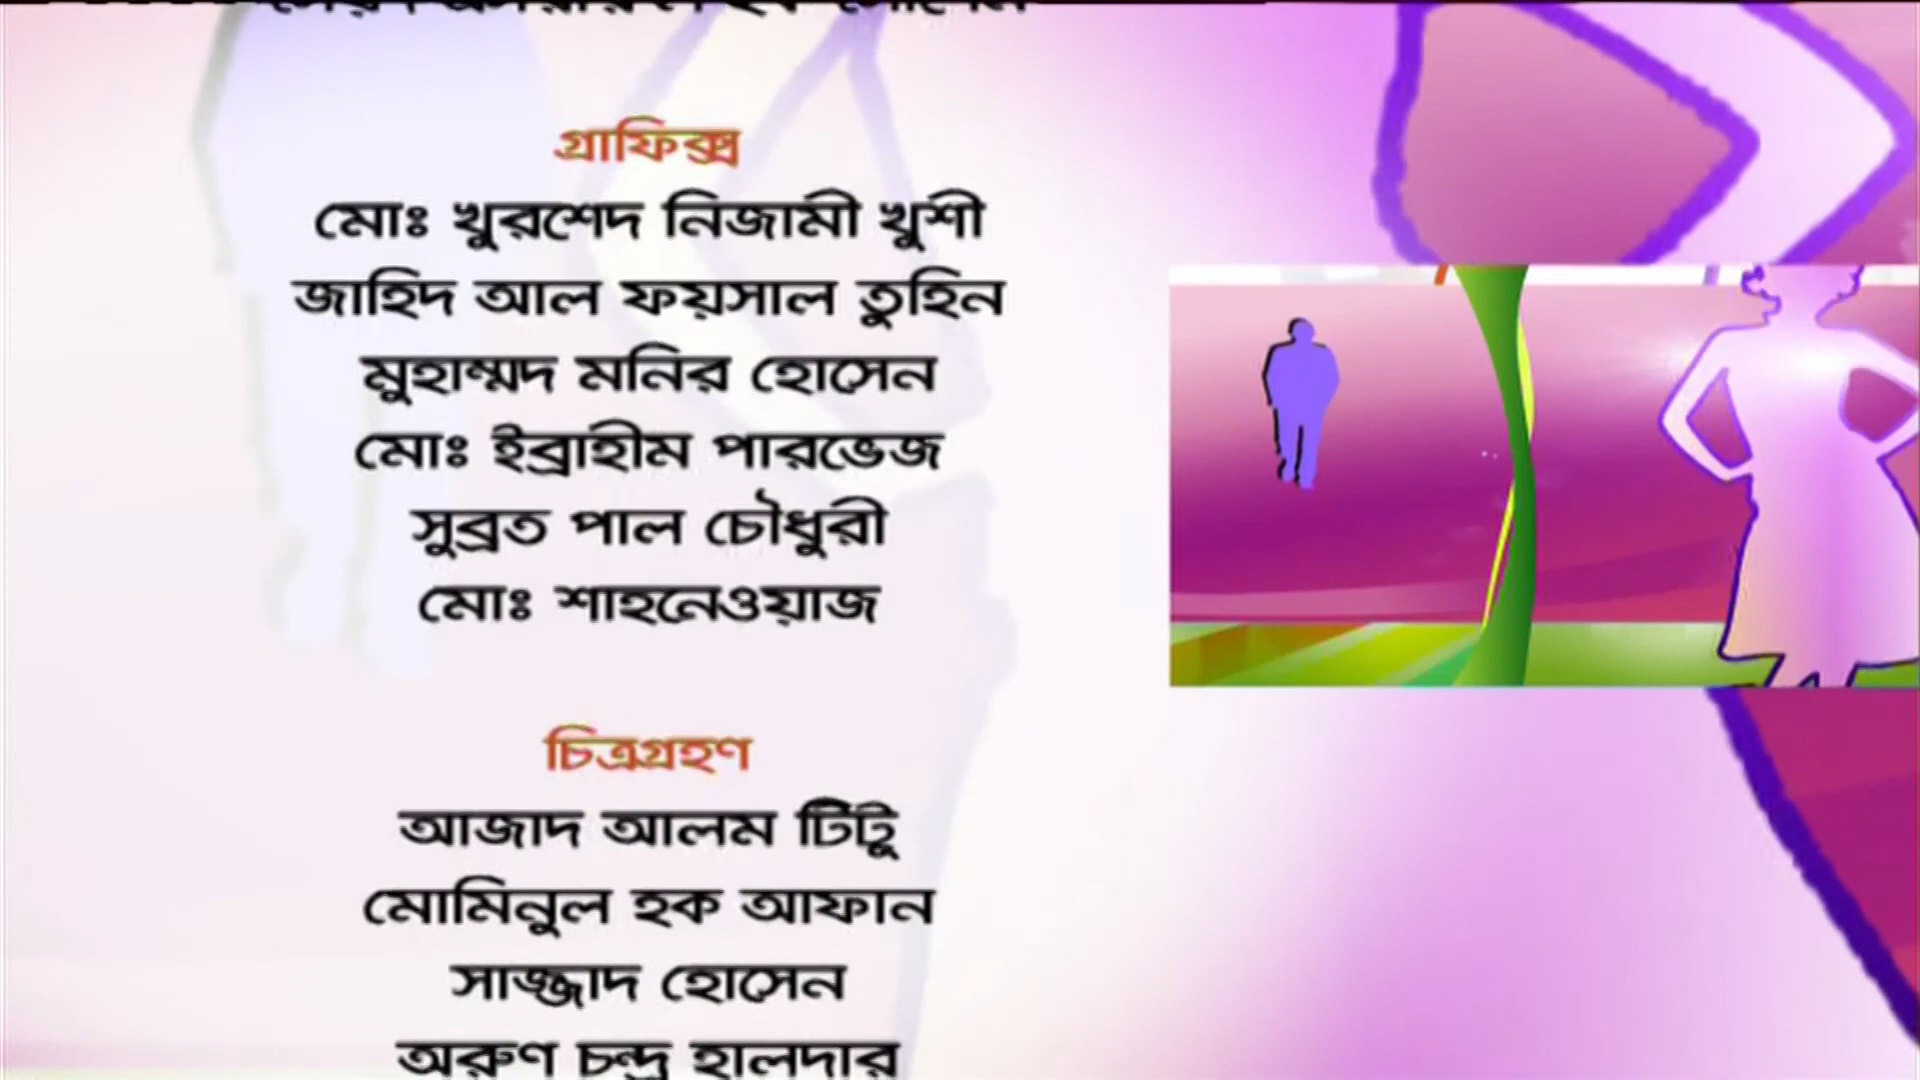 গ্রাফিক্স
মোঃ খুরশেদ নিজামী খুশী
জাহিদ আল ফয়সাল তুহিন
মুহাম্মদ মনির হোসেন
মোঃ ইব্রাহীম পারভেজ
সুব্রত পাল চৌধুরী
মোঃ শাহনেওয়াজ
চিত্রগ্রহণ
আজাদ আলম টিটু
মোমিনুল হক আফান
সাজ্জাদ হোসেন
অরুণ চন্দ্র হালদার